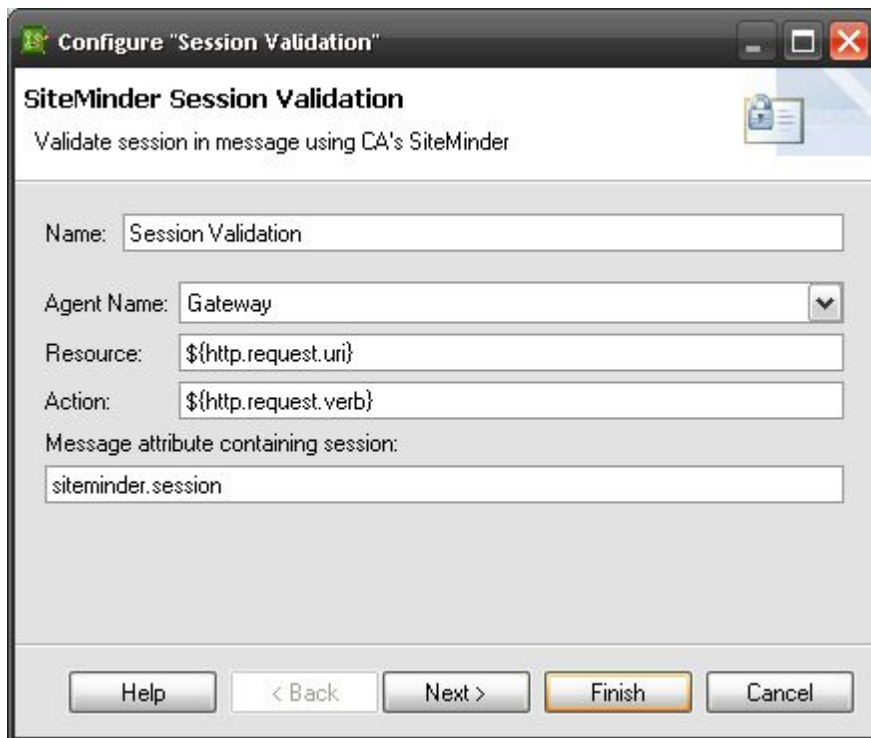 Configure "Session Validation"
SiteMinder Session Validation
Validate session in message using CA's SiteMinder
Name: Session Validation
Agent Name: Gateway
Resource: ${http.request.uri}
Action: ${http.request.verb}
Message attribute containing session:
siteminder.session
Help < Back Next > Finish Cancel